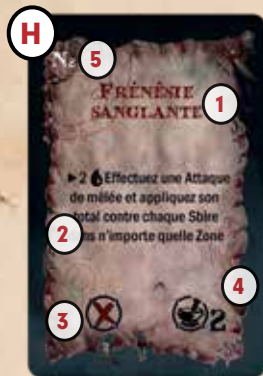 H
5
FRÉNÉSIE
SANGLANTE
1
►2 Effectuez une Attaque
de mêlée et appliquez son
total contre chaque Sbire
2
n'importe quelle Zone
3
4
2